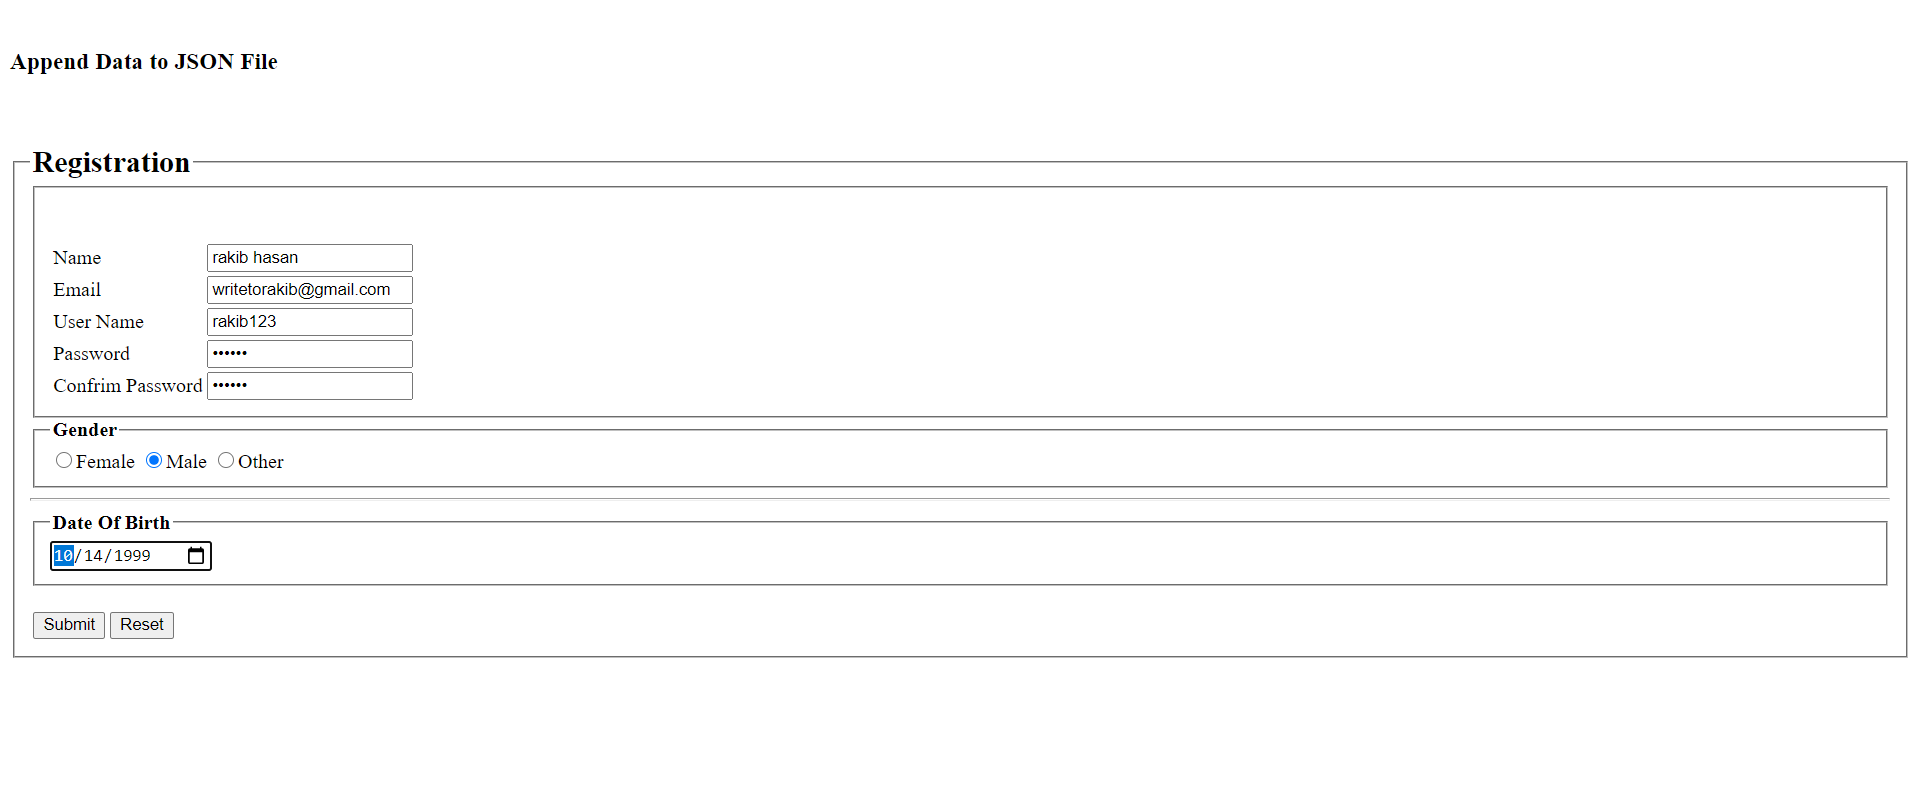 Append Data to JSON File
Registration
Name rakib hasan
Email writetorakib@gmail.com
User Name rakib123
Password ••••••
Confrim Password ••••••
Gender
Female Male Other
Date Of Birth
10/14/1999
Submit Reset